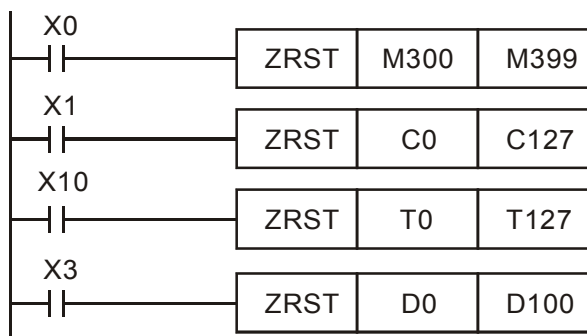 X0
ZRST M300 M399
X1
ZRST C0 C127
X10
ZRST T0 T127
X3
ZRST D0 D100